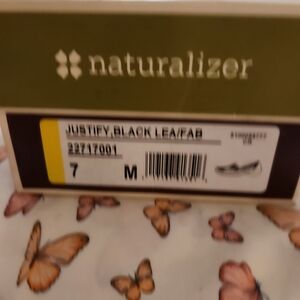 naturalizer
JUSTIFY,BLACK LEA/FAB
22717001
7 M